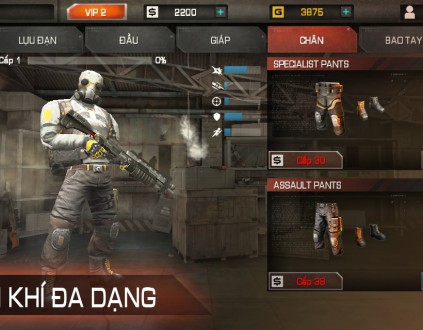 VIP 2 $ 2200 + G 3875 +
LỰU ĐẠN ĐẦU GIÁP CHÂN BAO TAY
Cấp 1 0%
SPECIALIST PANTS
$ Cấp 30
ASSAULT PANTS
$ Cấp 36
KHÍ ĐA DẠNG